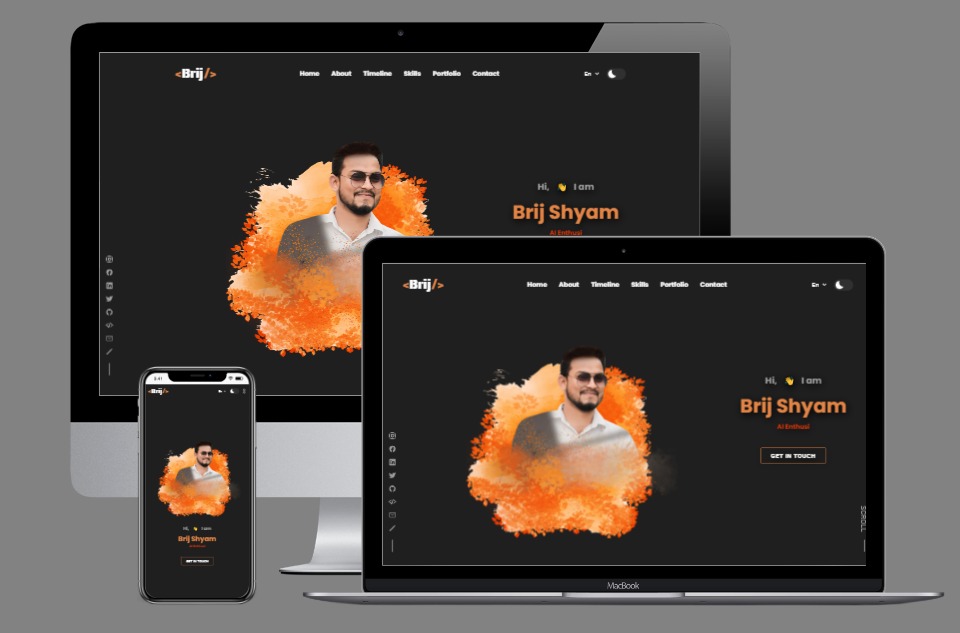 <Brij/>
Home About Timeline Skills Portfolio Contact
En
Hi, 👋 I am
Brij Shyam
AI Enthusi
<Brij/>
Home About Timeline Skills Portfolio Contact
En
Hi, 👋 I am
Brij Shyam
AI Enthusi
GET IN TOUCH
SCROLL
MacBook
9:41
<Brij/>
Hi, 👋 I am
Brij Shyam
GET IN TOUCH